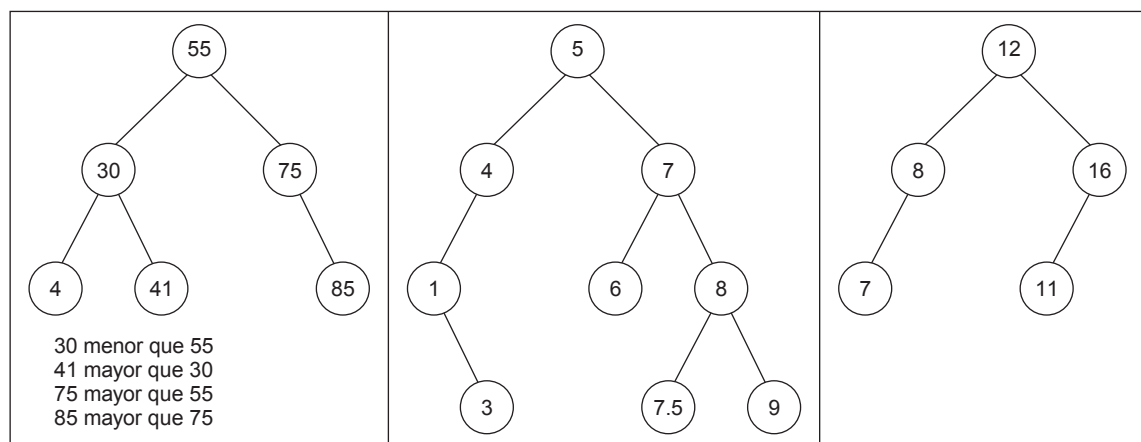 55
30 75
4 41 85
30 menor que 55
41 mayor que 30
75 mayor que 55
85 mayor que 75
5
4 7
1 6 8
3 7.5 9
12
8 16
7 11